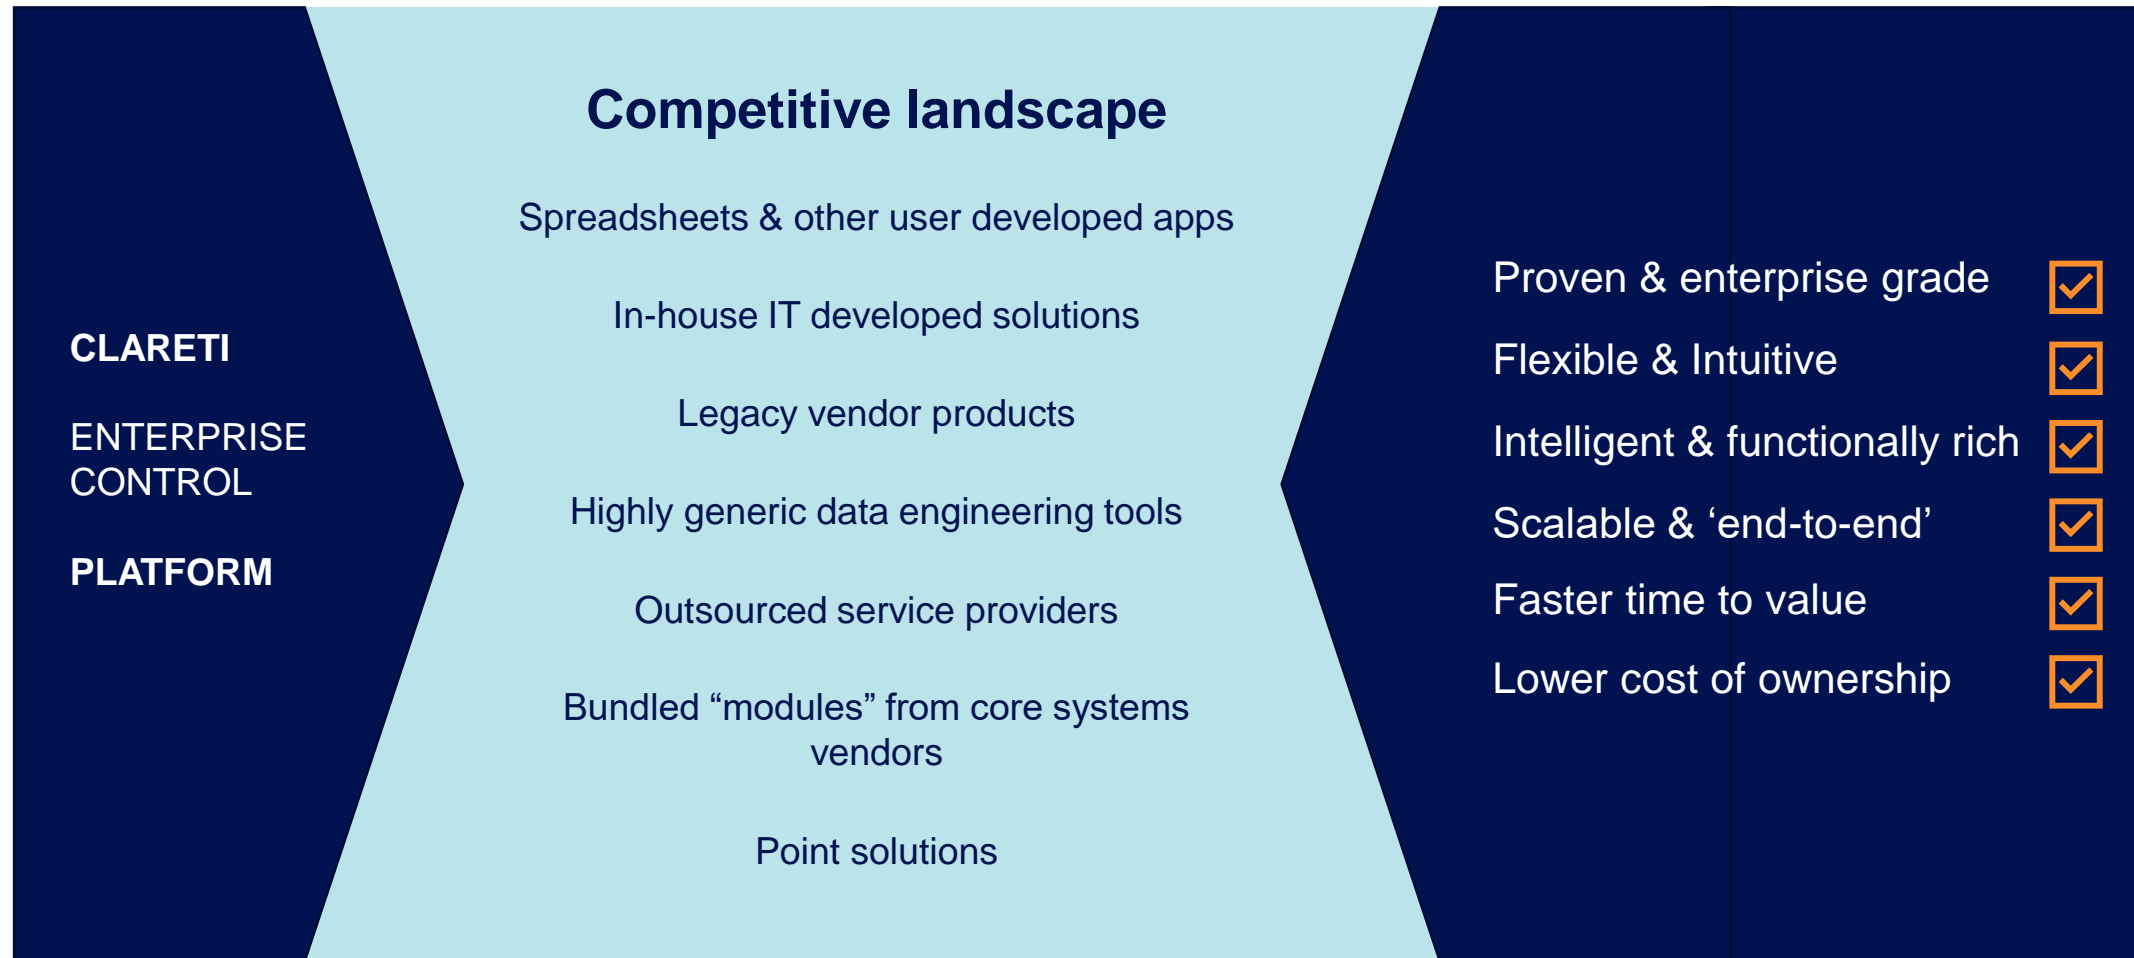 CLARETI
ENTERPRISE
CONTROL
PLATFORM
Competitive landscape
Spreadsheets & other user developed apps
In-house IT developed solutions
Legacy vendor products
Highly generic data engineering tools
Outsourced service providers
Bundled “modules” from core systems
vendors
Point solutions
Proven & enterprise grade
Flexible & Intuitive
Intelligent & functionally rich
Scalable & ‘end-to-end’
Faster time to value
Lower cost of ownership